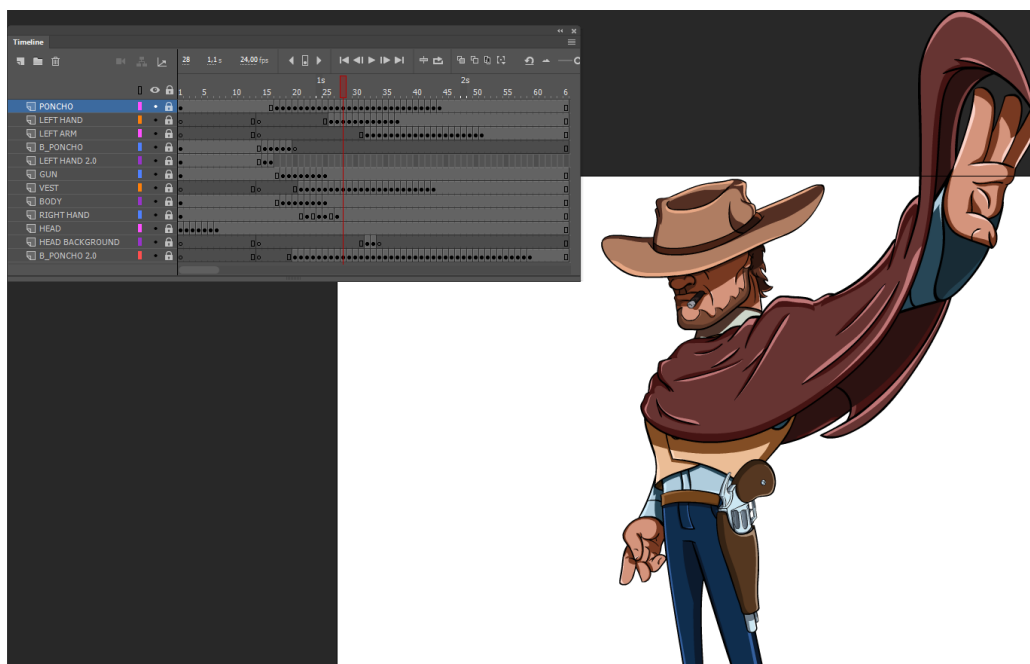 Timeline
28 1,1 s 24,00 fps
1s 2s
1 5 10 15 20 25 30 35 40 45 50 55 60 6
PONCHO
LEFT HAND
LEFT ARM
B_PONCHO
LEFT HAND 2.0
GUN
VEST
BODY
RIGHT HAND
HEAD
HEAD BACKGROUND
B_PONCHO 2.0